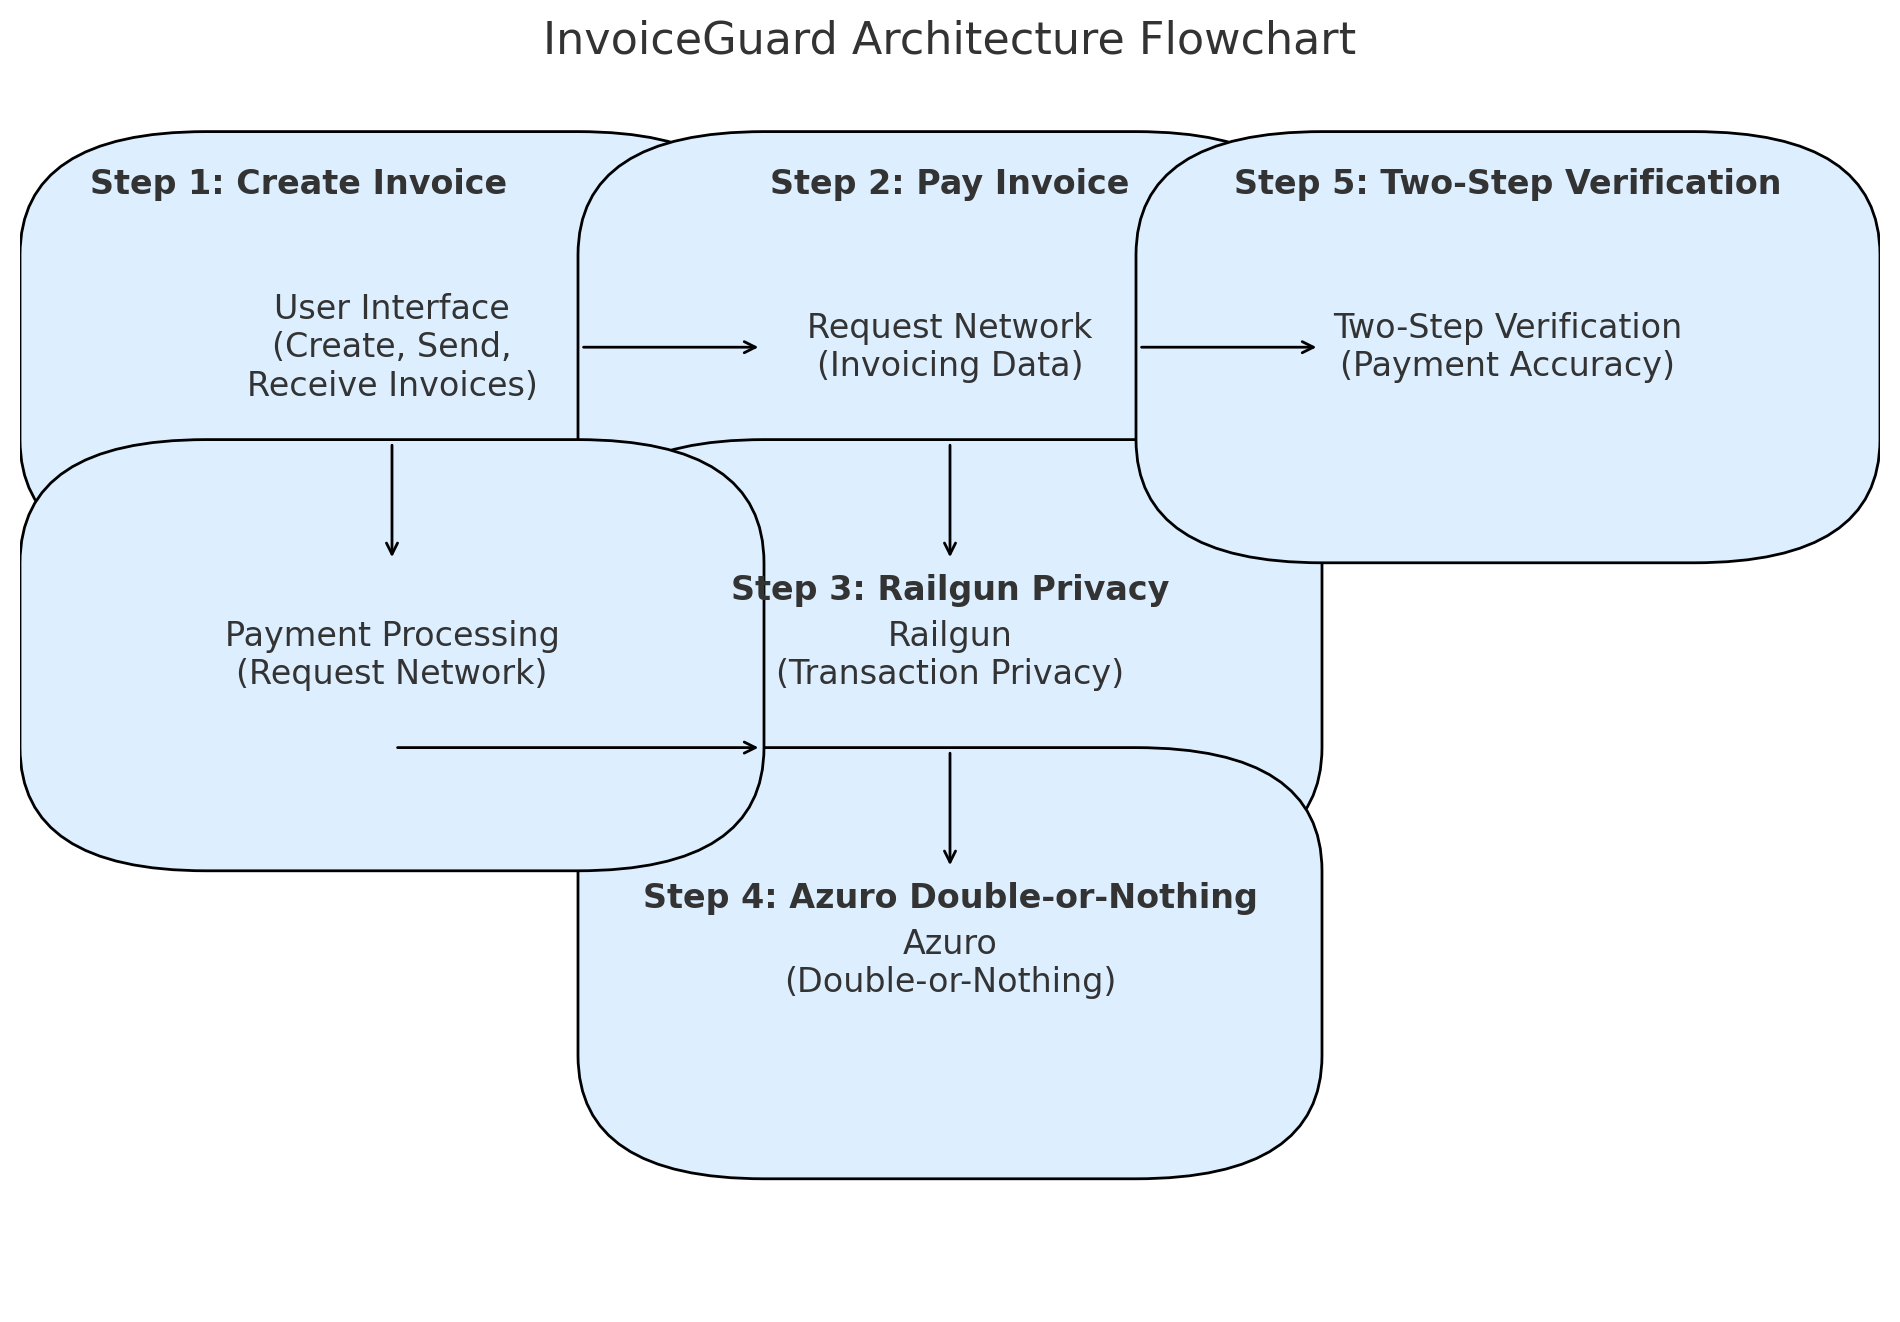 InvoiceGuard Architecture Flowchart
Step 1: Create Invoice
User Interface
(Create, Send,
Receive Invoices)
Step 2: Pay Invoice
Request Network
(Invoicing Data)
Step 5: Two-Step Verification
Two-Step Verification
(Payment Accuracy)
Payment Processing
(Request Network)
Step 3: Railgun Privacy
Railgun
(Transaction Privacy)
Step 4: Azuro Double-or-Nothing
Azuro
(Double-or-Nothing)